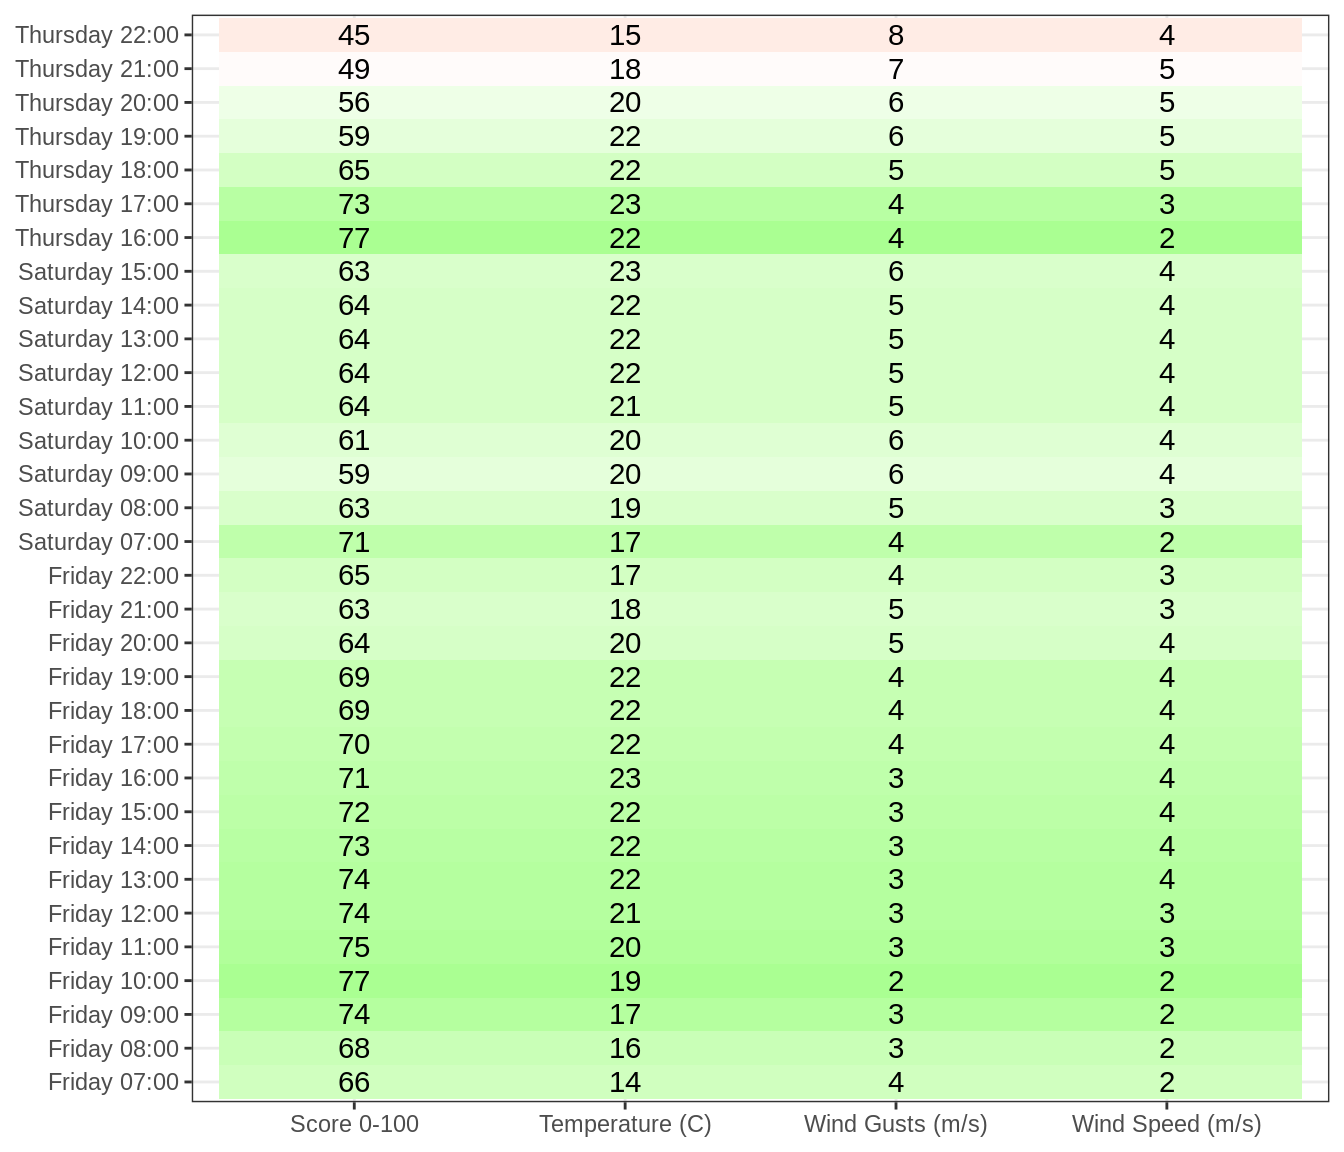 Thursday 22:00 45 15 8 4
Thursday 21:00 49 18 7 5
Thursday 20:00 56 20 6 5
Thursday 19:00 59 22 6 5
Thursday 18:00 65 22 5 5
Thursday 17:00 73 23 4 3
Thursday 16:00 77 22 4 2
Saturday 15:00 63 23 6 4
Saturday 14:00 64 22 5 4
Saturday 13:00 64 22 5 4
Saturday 12:00 64 22 5 4
Saturday 11:00 64 21 5 4
Saturday 10:00 61 20 6 4
Saturday 09:00 59 20 6 4
Saturday 08:00 63 19 5 3
Saturday 07:00 71 17 4 2
Friday 22:00 65 17 4 3
Friday 21:00 63 18 5 3
Friday 20:00 64 20 5 4
Friday 19:00 69 22 4 4
Friday 18:00 69 22 4 4
Friday 17:00 70 22 4 4
Friday 16:00 71 23 3 4
Friday 15:00 72 22 3 4
Friday 14:00 73 22 3 4
Friday 13:00 74 22 3 4
Friday 12:00 74 21 3 3
Friday 11:00 75 20 3 3
Friday 10:00 77 19 2 2
Friday 09:00 74 17 3 2
Friday 08:00 68 16 3 2
Friday 07:00 66 14 4 2
Score 0-100 Temperature (C) Wind Gusts (m/s) Wind Speed (m/s)